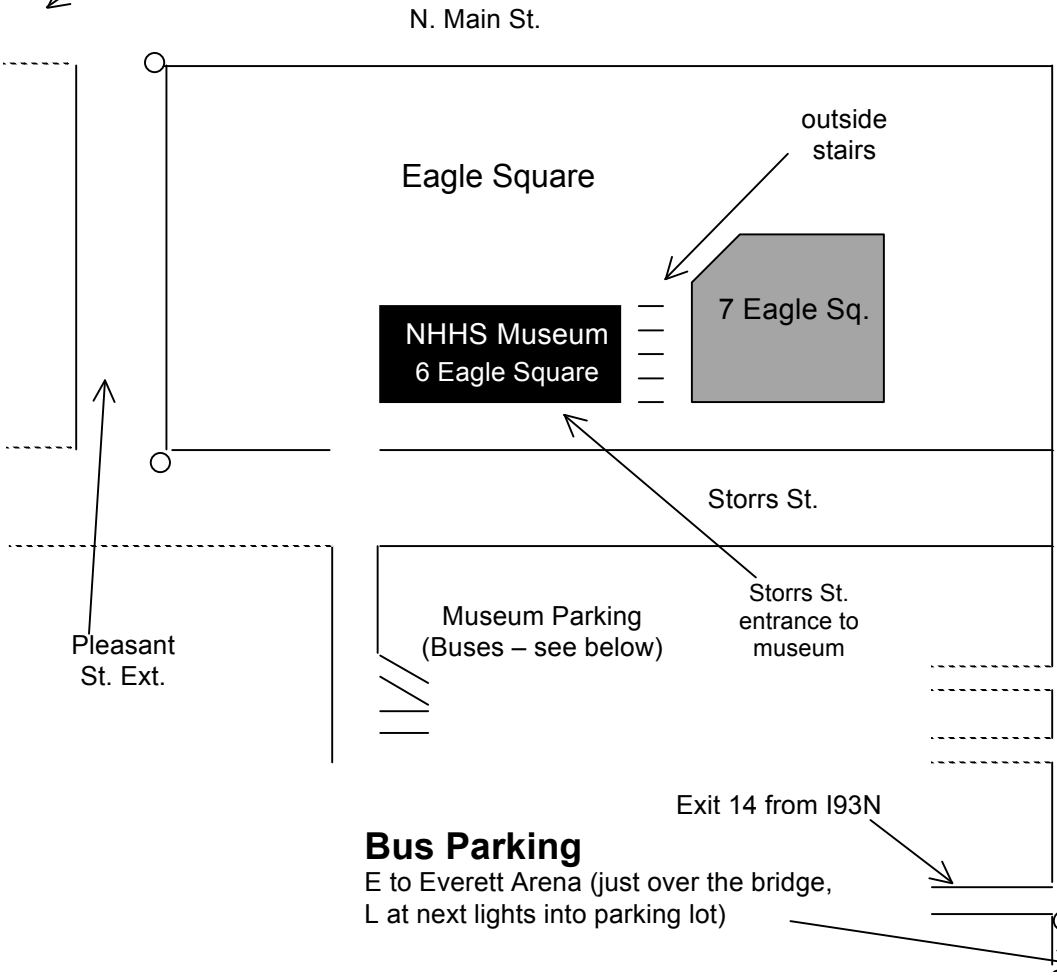 N. Main St.
outside
stairs
Eagle Square
7 Eagle Sq.
NHHS Museum
6 Eagle Square
Storrs St.
Storrs St.
entrance to
museum
Museum Parking
(Buses – see below)
Pleasant
St. Ext.
Exit 14 from I93N
Bus Parking
E to Everett Arena (just over the bridge,
L at next lights into parking lot)